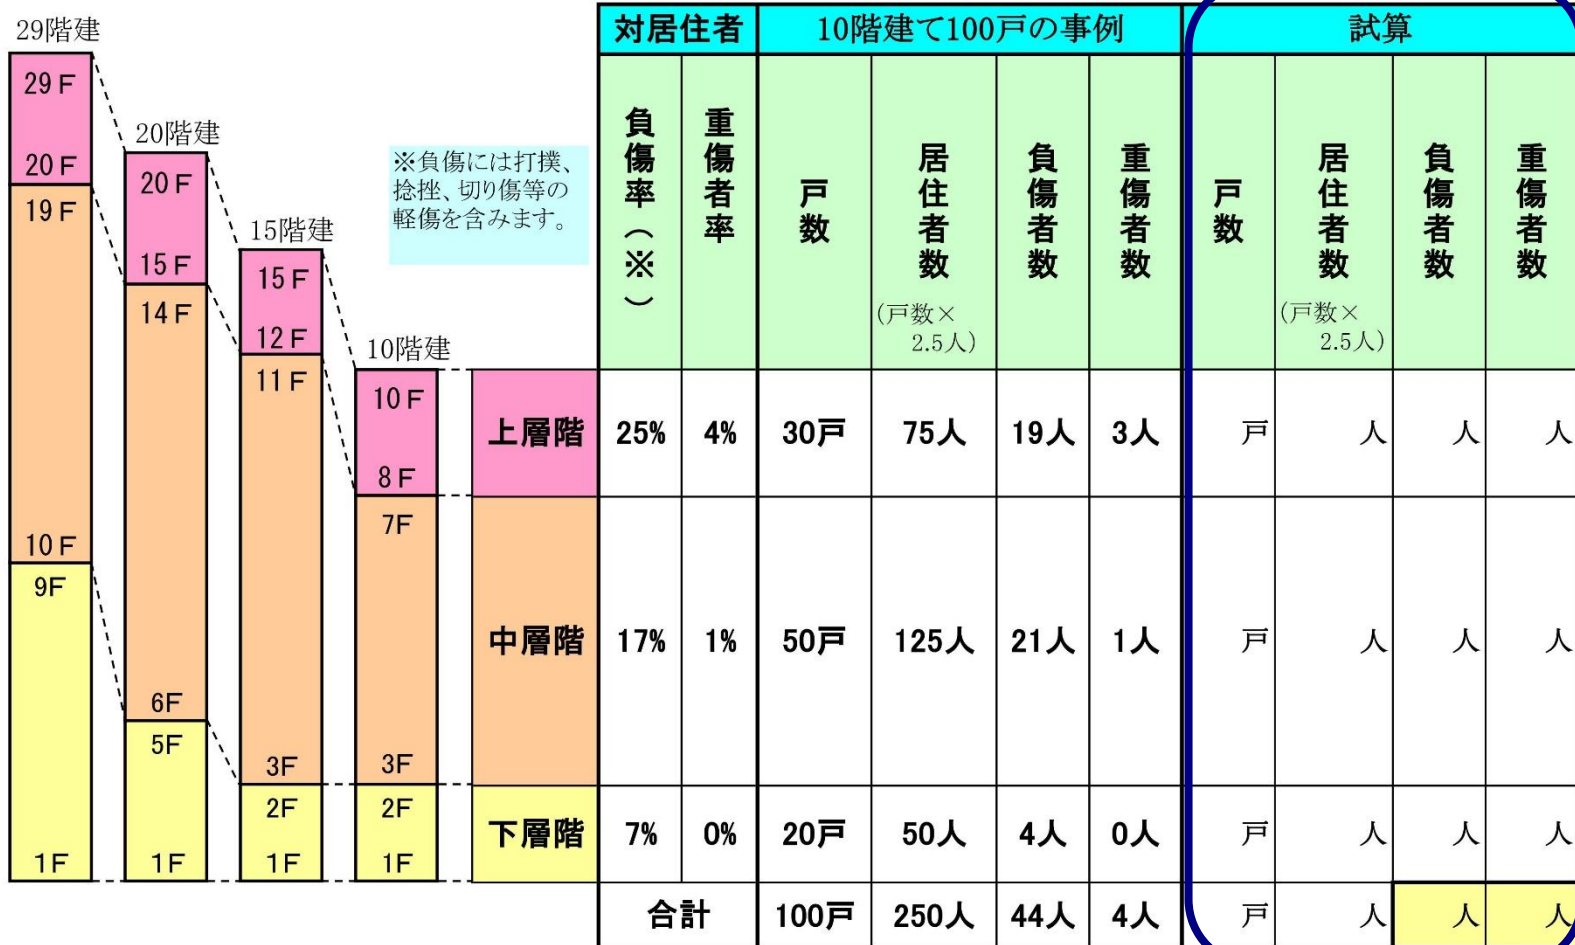 29階建
29F
20F
19F
10F
9F
1F
20階建
20F
15F
14F
6F
5F
1F
15階建
15F
12F
11F
3F
2F
1F
10階建
10F
8F
7F
3F
2F
1F
※負傷には打撲、
捻挫、切り傷等の
軽傷を含みます。
対居住者 10階建て100戸の事例 試算
負傷率(※) 重傷者率 戸数 居住者数(戸数×2.5人) 負傷者数 重傷者数 戸数 居住者数(戸数×2.5人) 負傷者数 重傷者数
上層階 25% 4% 30戸 75人 19人 3人 戸 人 人 人
中層階 17% 1% 50戸 125人 21人 1人 戸 人 人 人
下層階 7% 0% 20戸 50人 4人 0人 戸 人 人 人
合計 100戸 250人 44人 4人 戸 人 人 人